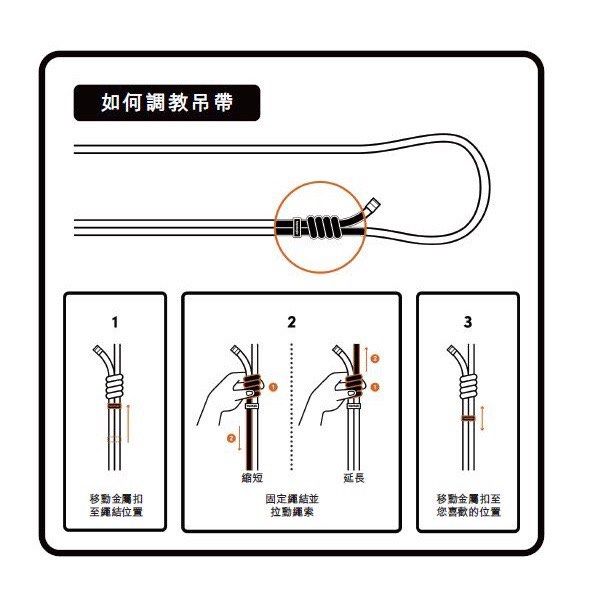 如何調教吊帶
1
移動金屬扣
至繩結位置
2
1
2
縮短
2
1
延長
固定繩結並
拉動繩索
3
移動金屬扣至
您喜歡的位置